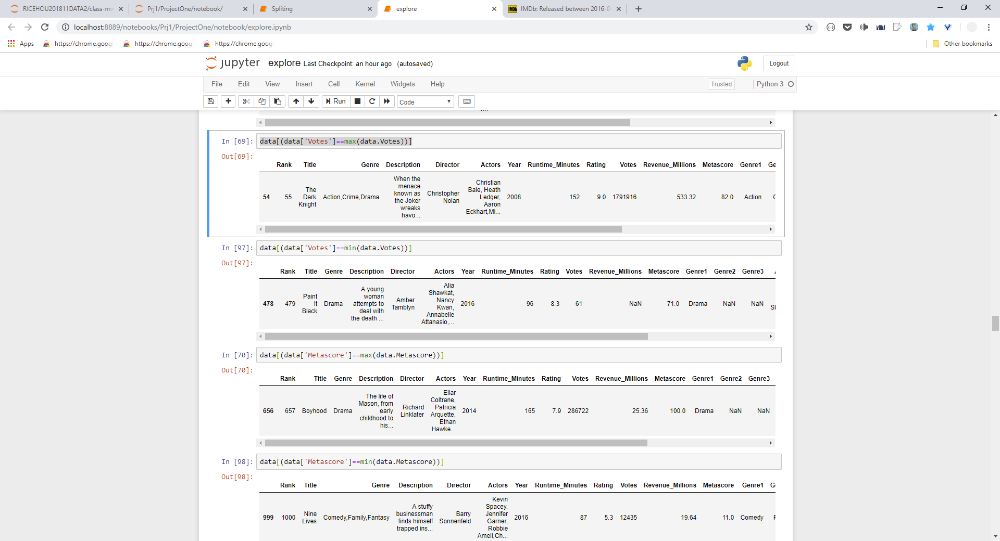 RICEHOU201811DATA2/class-mw
Prj1/ProjectOne/notebook/
Spliting
explore
IMDb: Released between 2016-0
localhost:8889/notebooks/Prj1/ProjectOne/notebook/explore.ipynb
Apps https://chrome.googl https://chrome.googl https://chrome.googl Other bookmarks
jupyter explore Last Checkpoint: an hour ago (autosaved) Logout
File Edit View Insert Cell Kernel Widgets Help Trusted Python 3
Run Code
In [69]: data[(data['Votes']==max(data.Votes))]
Out[69]:
Rank Title Genre Description Director Actors Year Runtime_Minutes Rating Votes Revenue_Millions Metascore Genre1 Ge
54 55 The Dark Knight Action,Crime,Drama When the menace known as the Joker wreaks havo... Christopher Nolan Christian Bale, Heath Ledger, Aaron Eckhart,Mi... 2008 152 9.0 1791916 533.32 82.0 Action
In [97]: data[(data['Votes']==min(data.Votes))]
Out[97]:
Rank Title Genre Description Director Actors Year Runtime_Minutes Rating Votes Revenue_Millions Metascore Genre1 Genre2 Genre3
478 479 Paint It Black Drama A young woman attempts to deal with the death ... Amber Tamblyn Alia Shawkat, Nancy Kwan, Annabelle Attanasio,... 2016 96 8.3 61 NaN 71.0 Drama NaN NaN
In [70]: data[(data['Metascore']==max(data.Metascore))]
Out[70]:
Rank Title Genre Description Director Actors Year Runtime_Minutes Rating Votes Revenue_Millions Metascore Genre1 Genre2 Genre3
656 657 Boyhood Drama The life of Mason, from early childhood to his... Richard Linklater Ellar Coltrane, Patricia Arquette, Ethan Hawke... 2014 165 7.9 286722 25.36 100.0 Drama NaN NaN
In [98]: data[(data['Metascore']==min(data.Metascore))]
Out[98]:
Rank Title Genre Description Director Actors Year Runtime_Minutes Rating Votes Revenue_Millions Metascore Genre1
999 1000 Nine Lives Comedy,Family,Fantasy A stuffy businessman finds himself trapped ins... Barry Sonnenfeld Kevin Spacey, Jennifer Garner, Robbie Amell,Ch... 2016 87 5.3 12435 19.64 11.0 Comedy